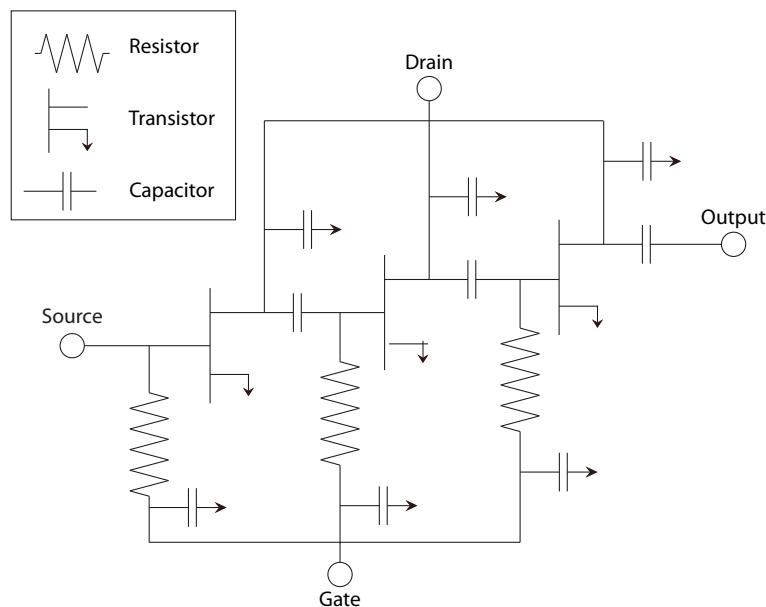 Resistor
Transistor
Capacitor
Drain
Output
Source
Gate